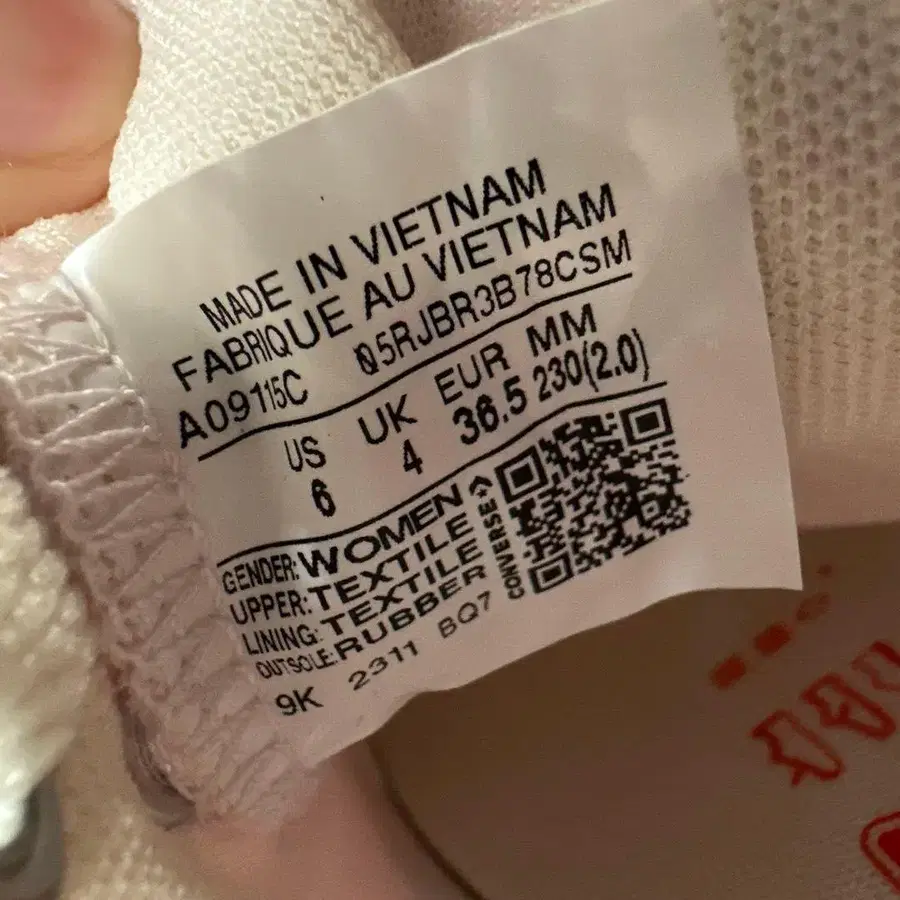 MADE IN VIETNAM
FABRIQUE AU VIETNAM
A09115C Q5RJBR3B78CSM
US UK EUR MM
6 4 36.5 230(2.0)
GENDER: WOMEN
UPPER: TEXTILE
LINING: TEXTILE
OUTSOLE: RUBBER
CONVERSE
9K 2311 BQ7